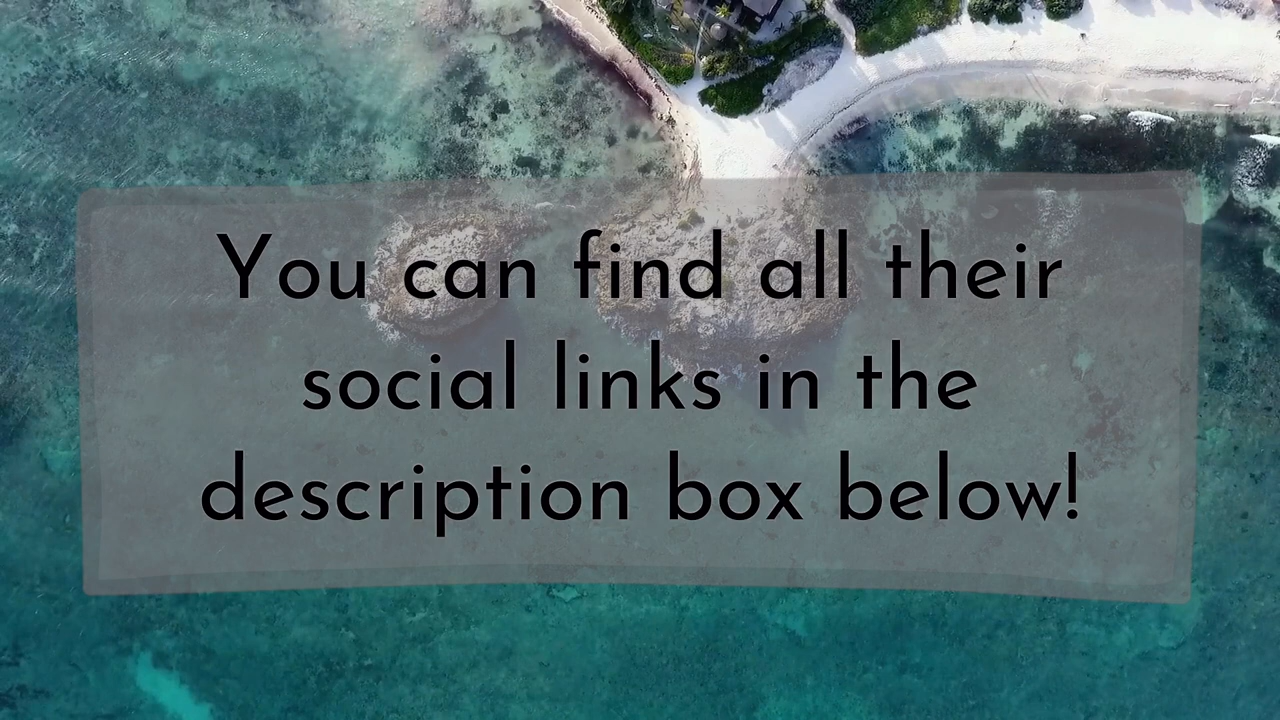 You can find all their
social links in the
description box below!